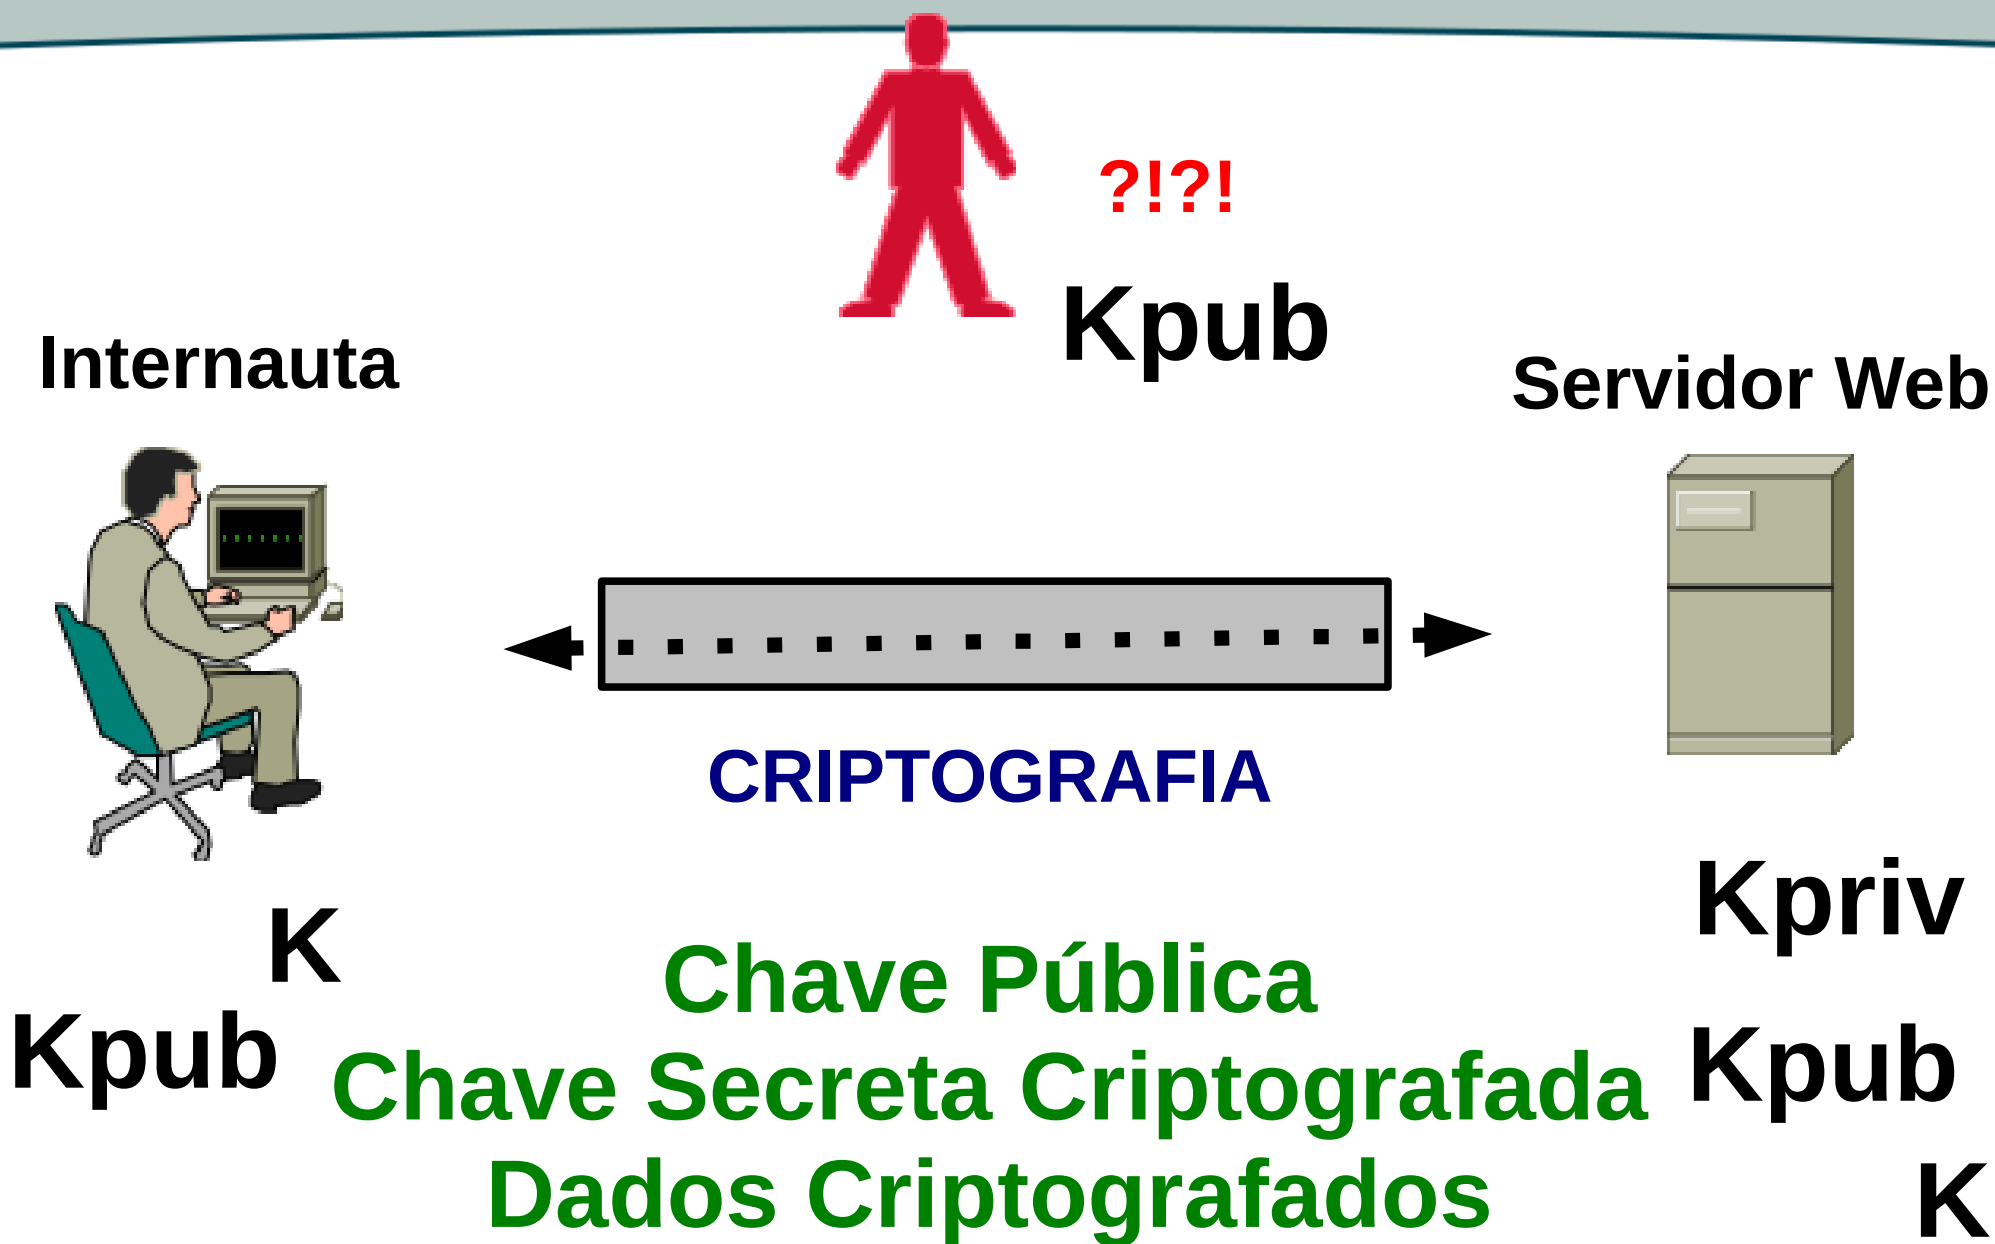 ?!?!
Kpub
Internauta
Servidor Web
CRIPTOGRAFIA
Kpriv
K
Chave Pública
Kpub
Kpub
Chave Secreta Criptografada
Dados Criptografados
K